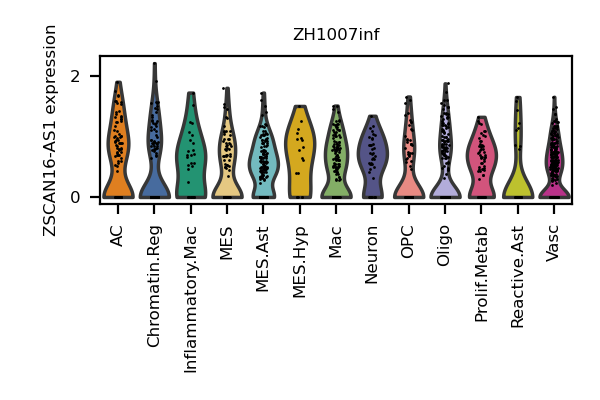 ZH1007inf
ZSCAN16-AS1 expression
2
0
AC
Chromatin.Reg
Inflammatory.Mac
MES
MES.Ast
MES.Hyp
Mac
Neuron
OPC
Oligo
Prolif.Metab
Reactive.Ast
Vasc